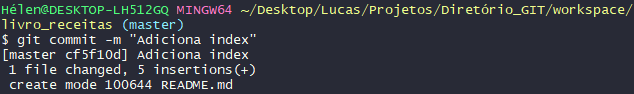 Hélen@DESKTOP-LH512GQ MINGW64 ~/Desktop/Lucas/Projetos/Diretório_GIT/workspace/
livro_receitas (master)
$ git commit -m "Adiciona index"
[master cf5f10d] Adiciona index
 1 file changed, 5 insertions(+)
 create mode 100644 README.md